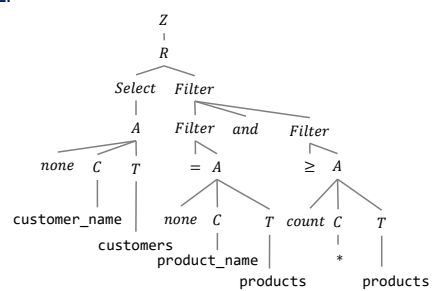 Z
R
Select Filter
A Filter and Filter
none C T = A ≥ A
customer_name none C T count C T
customers product_name *
products products